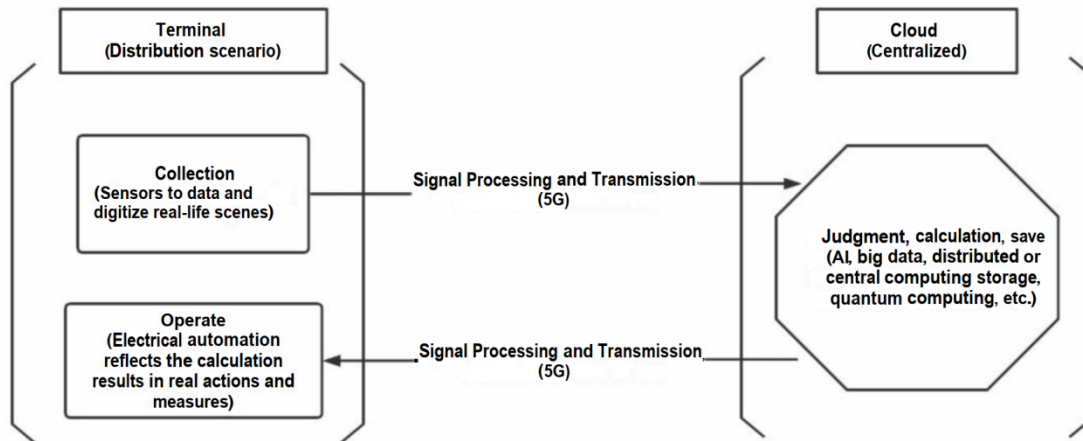 Terminal
(Distribution scenario)
Cloud
(Centralized)
Collection
(Sensors to data and
digitize real-life scenes)
Signal Processing and Transmission
(5G)
Judgment, calculation, save
(AI, big data, distributed or
central computing storage,
quantum computing, etc.)
Operate
(Electrical automation
reflects the calculation
results in real actions and
measures)
Signal Processing and Transmission
(5G)